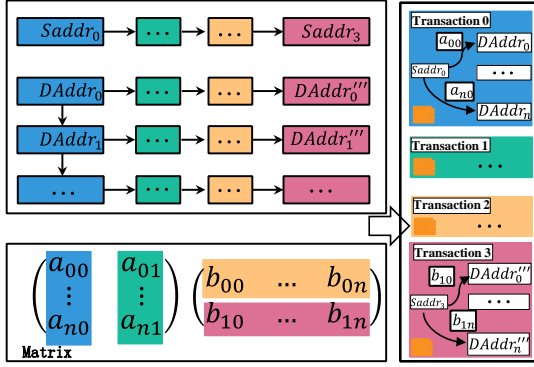 Saddr₀ ... ... Saddr₃
DAddr₀ ... ... DAddr₀'''
DAddr₁ ... ... DAddr₁'''
... ... ... ...
a₀₀ a₀₁ b₀₀ ... b₀ₙ
⋮ ⋮
aₙ₀ aₙ₁ b₁₀ ... b₁ₙ
Matrix
Transaction 0
a₀₀ DAddr₀
Saddr₀ ...
aₙ₀
DAddrₙ
Transaction 1
...
Transaction 2
...
Transaction 3
b₁₀ DAddr₀'''
Saddr₃ ...
b₁ₙ
DAddrₙ'''